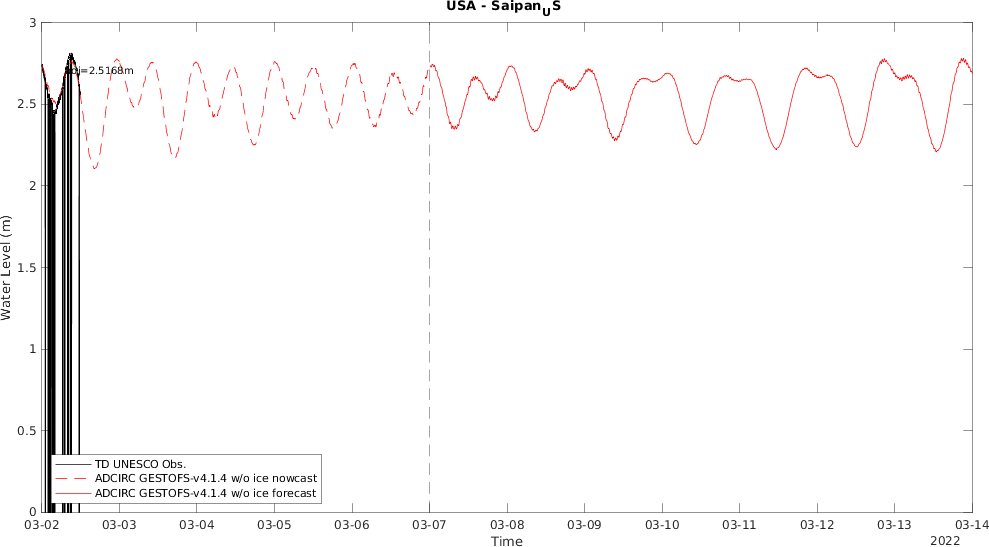 USA - Saipan_US
3
2.5
2
1.5
1
0.5
0
Water Level (m)
=2.5168m
TD UNESCO Obs.
ADCIRC GESTOFS-v4.1.4 w/o ice nowcast
ADCIRC GESTOFS-v4.1.4 w/o ice forecast
03-02 03-03 03-04 03-05 03-06 03-07 03-08 03-09 03-10 03-11 03-12 03-13 03-14
Time
2022